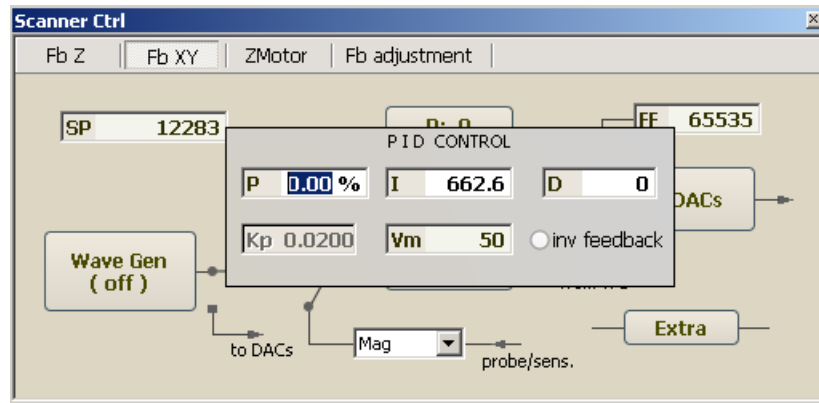 Scanner Ctrl
Fb Z Fb XY ZMotor Fb adjustment
SP 12283
FF 65535
PID CONTROL
P 0.00 % I 662.6 D 0
DACs
Kp 0.0200 Vm 50 inv feedback
Wave Gen
( off )
to DACs
Mag
probe/sens.
Extra